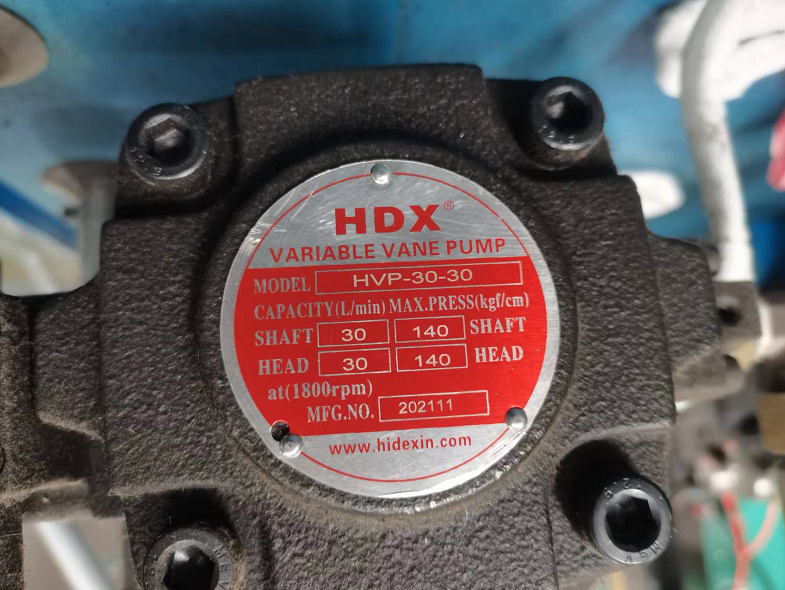 HDX®
VARIABLE VANE PUMP
MODEL HVP-30-30
CAPACITY(L/min) MAX.PRESS(kgf/cm)
SHAFT 30 140 SHAFT
HEAD 30 140 HEAD
at(1800rpm)
MFG.NO. 202111
www.hidexin.com